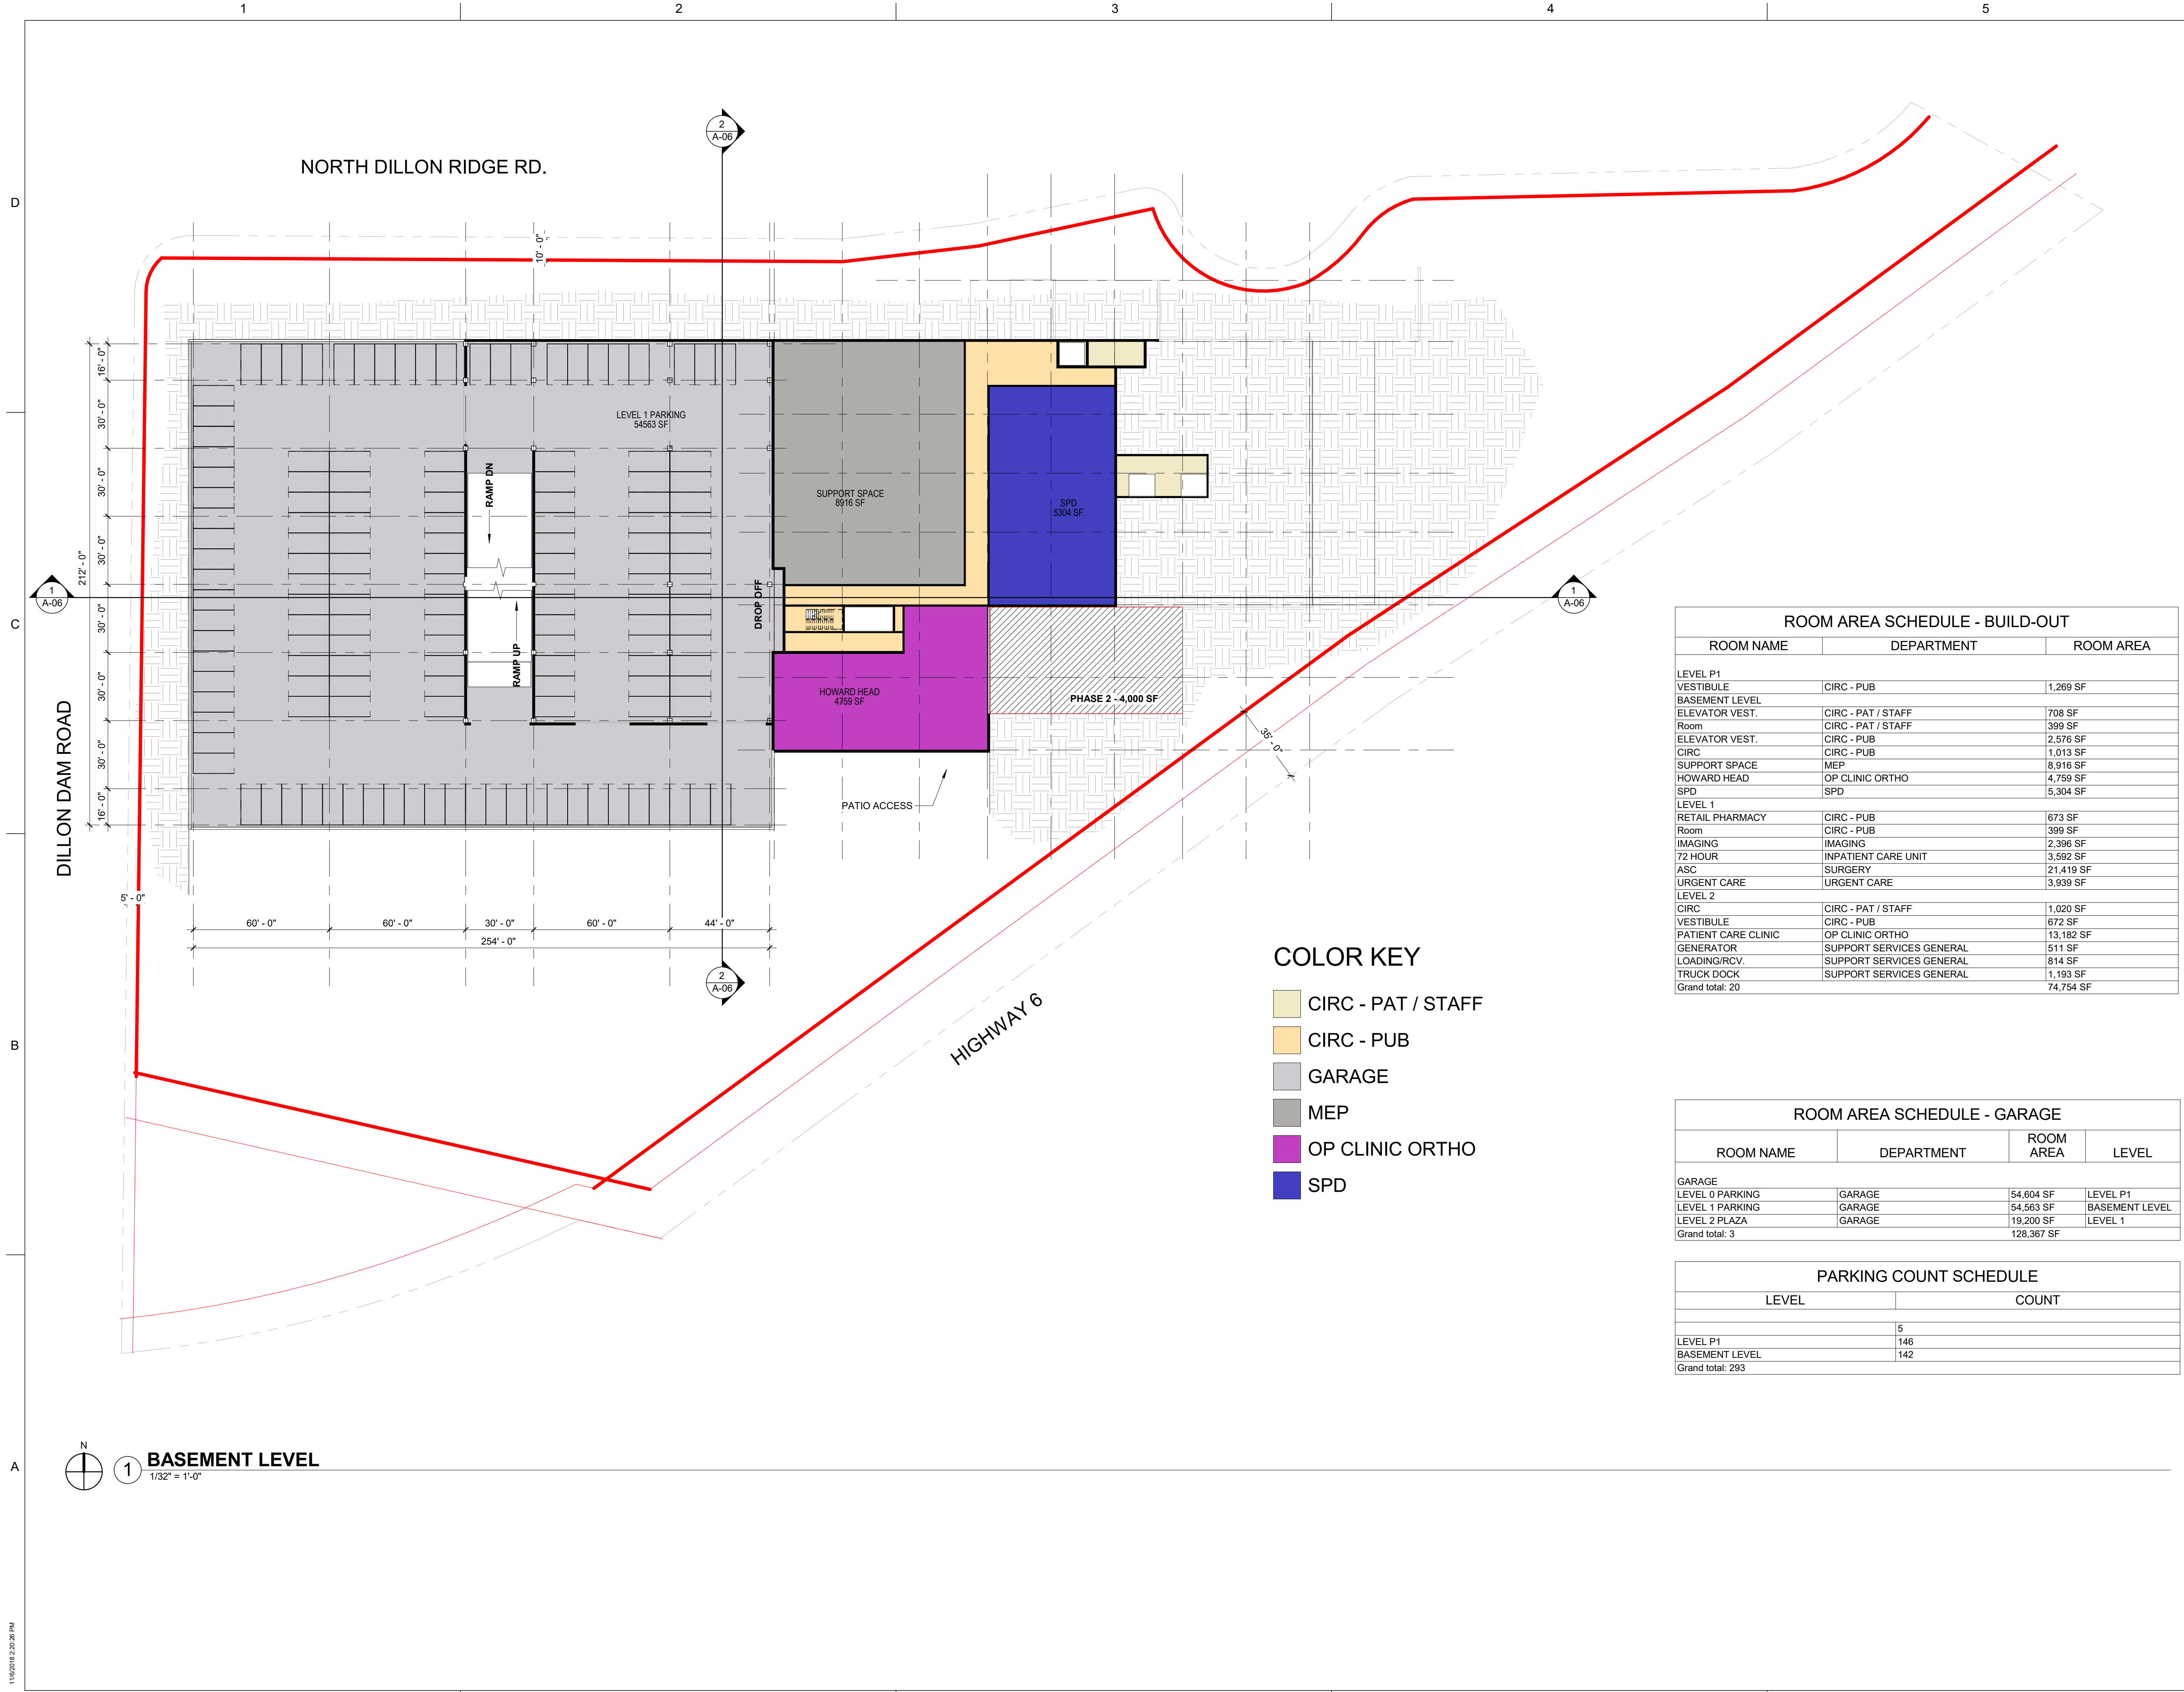 1 2 3 4 5
D
C
B
A
NORTH DILLON RIDGE RD.
DILLON DAM ROAD
HIGHWAY 6
2
A-06
10' - 0"
16' - 0"
30' - 0"
30' - 0"
30' - 0"
30' - 0"
30' - 0"
30' - 0"
16' - 0"
212' - 0"
1
A-06
1
A-06
LEVEL 1 PARKING
54563 SF
RAMP DN
RAMP UP
DROP OFF
SUPPORT SPACE
8916 SF
SPD
5304 SF
HOWARD HEAD
4759 SF
PHASE 2 - 4,000 SF
PATIO ACCESS
35' - 0"
5' - 0"
60' - 0" 60' - 0" 30' - 0" 60' - 0" 44' - 0"
254' - 0"
2
A-06
COLOR KEY
CIRC - PAT / STAFF
CIRC - PUB
GARAGE
MEP
OP CLINIC ORTHO
SPD
ROOM AREA SCHEDULE - BUILD-OUT
ROOM NAME DEPARTMENT ROOM AREA
LEVEL P1
VESTIBULE CIRC - PUB 1,269 SF
BASEMENT LEVEL
ELEVATOR VEST. CIRC - PAT / STAFF 708 SF
Room CIRC - PAT / STAFF 399 SF
ELEVATOR VEST. CIRC - PUB 2,576 SF
CIRC CIRC - PUB 1,013 SF
SUPPORT SPACE MEP 8,916 SF
HOWARD HEAD OP CLINIC ORTHO 4,759 SF
SPD SPD 5,304 SF
LEVEL 1
RETAIL PHARMACY CIRC - PUB 673 SF
Room CIRC - PUB 399 SF
IMAGING IMAGING 2,396 SF
72 HOUR INPATIENT CARE UNIT 3,592 SF
ASC SURGERY 21,419 SF
URGENT CARE URGENT CARE 3,939 SF
LEVEL 2
CIRC CIRC - PAT / STAFF 1,020 SF
VESTIBULE CIRC - PUB 672 SF
PATIENT CARE CLINIC OP CLINIC ORTHO 13,182 SF
GENERATOR SUPPORT SERVICES GENERAL 511 SF
LOADING/RCV. SUPPORT SERVICES GENERAL 814 SF
TRUCK DOCK SUPPORT SERVICES GENERAL 1,193 SF
Grand total: 20 74,754 SF
ROOM AREA SCHEDULE - GARAGE
ROOM NAME DEPARTMENT ROOM AREA LEVEL
GARAGE
LEVEL 0 PARKING GARAGE 54,604 SF LEVEL P1
LEVEL 1 PARKING GARAGE 54,563 SF BASEMENT LEVEL
LEVEL 2 PLAZA GARAGE 19,200 SF LEVEL 1
Grand total: 3 128,367 SF
PARKING COUNT SCHEDULE
LEVEL COUNT
5
LEVEL P1 146
BASEMENT LEVEL 142
Grand total: 293
N
1
BASEMENT LEVEL
1/32" = 1'-0"
11/6/2018 2:20:26 PM